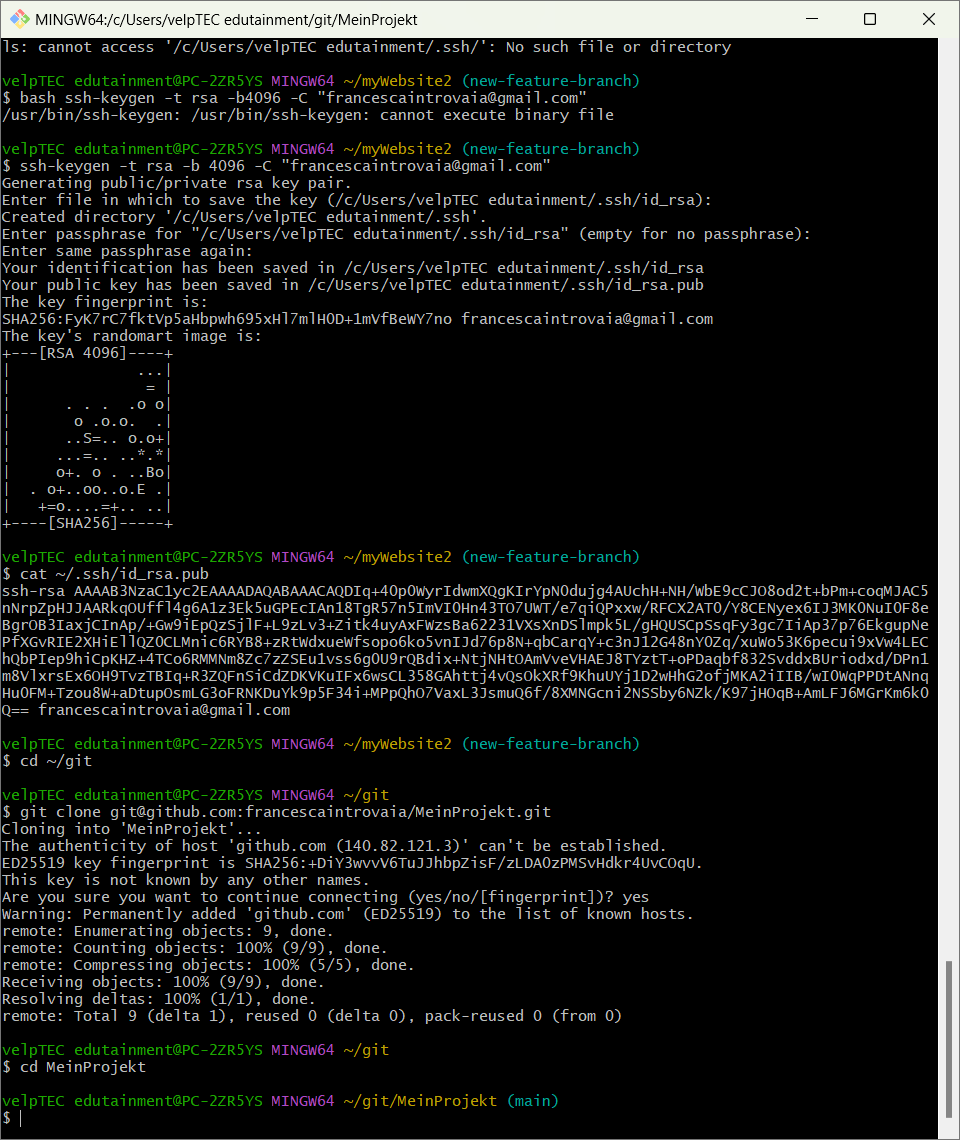 MINGW64:/c/Users/velpTEC edutainment/git/MeinProjekt
ls: cannot access '/c/Users/velpTEC edutainment/.ssh/': No such file or directory
velpTEC edutainment@PC-2ZR5YS MINGW64 ~/myWebsite2 (new-feature-branch)
$ bash ssh-keygen -t rsa -b4096 -C "francescaintrovaia@gmail.com"
/usr/bin/ssh-keygen: /usr/bin/ssh-keygen: cannot execute binary file
velpTEC edutainment@PC-2ZR5YS MINGW64 ~/myWebsite2 (new-feature-branch)
$ ssh-keygen -t rsa -b 4096 -C "francescaintrovaia@gmail.com"
Generating public/private rsa key pair.
Enter file in which to save the key (/c/Users/velpTEC edutainment/.ssh/id_rsa):
Created directory '/c/Users/velpTEC edutainment/.ssh'.
Enter passphrase for "/c/Users/velpTEC edutainment/.ssh/id_rsa" (empty for no passphrase):
Enter same passphrase again:
Your identification has been saved in /c/Users/velpTEC edutainment/.ssh/id_rsa
Your public key has been saved in /c/Users/velpTEC edutainment/.ssh/id_rsa.pub
The key fingerprint is:
SHA256:FyK7rC7fktVp5aHbpwh695xHl7mlH0D+1mVfBeWY7no francescaintrovaia@gmail.com
The key's randomart image is:
+---[RSA 4096]----+
|              ...|
|               = |
|      . . .  .o o|
|       o .o.o.  .|
|      ..S=.. o.o+|
|     ...=.. ..*.*|
|     o+. o . ..Bo|
|  . o+..oo..o.E .|
|   +=o....=+.. ..|
+----[SHA256]-----+
velpTEC edutainment@PC-2ZR5YS MINGW64 ~/myWebsite2 (new-feature-branch)
$ cat ~/.ssh/id_rsa.pub
ssh-rsa AAAAB3NzaC1yc2EAAAADAQABAAACAQDIq+40pOWyrIdwmXQgKIrYpN0dujg4AUchH+NH/WbE9cCJO8od2t+bPm+coqMJAC5
nNrpZpHJJAARkqOUffl4g6A1z3Ek5uGPEcIAn18TgR57n5ImVIOHn43TO7UWT/e7qiQPxxw/RFCX2ATO/Y8CENyex6IJ3MK0NuIOF8e
BgrOB3IaxjCInAp/+Gw9iEpQzSjlF+L9zLv3+Zitk4uyAxFWzsBa62231VXsXnDSlmpk5L/gHQUSCpSsqFy3gc7IiAp37p76EkgupNe
PfXGvRIE2XHiEllQZOCLMnic6RYB8+zRtWdxueWfsopo6ko5vnIJd76p8N+qbCarqY+c3nJ12G48nYOZq/xuWo53K6pecui9xVw4LEC
hQbPIep9hiCpKHZ+4TCo6RMMNm8Zc7zZSEu1vss6gOU9rQBdix+NtjNHtOAmVveVHAEJ8TYztT+oPDaqbf832SvddxBUriodxd/DPn1
m8VlxrsEx6OH9TvzTBIq+R3ZQFnSiCdZDKVKuIFx6wsCL358GAhttj4vQsOkXRf9KhuUYj1D2wHhG2ofjMKA2iIIB/wIOWqPPDtANnq
HuOFM+Tzou8W+aDtupOsmLG3oFRNKDuYk9p5F34i+MPpQhO7VaxL3JsmuQ6f/8XMNGcni2NSSby6NZk/K97jHOqB+AmLFJ6MGrKm6kO
Q== francescaintrovaia@gmail.com
velpTEC edutainment@PC-2ZR5YS MINGW64 ~/myWebsite2 (new-feature-branch)
$ cd ~/git
velpTEC edutainment@PC-2ZR5YS MINGW64 ~/git
$ git clone git@github.com:francescaintrovaia/MeinProjekt.git
Cloning into 'MeinProjekt'...
The authenticity of host 'github.com (140.82.121.3)' can't be established.
ED25519 key fingerprint is SHA256:+DiY3wvvV6TuJJhbpZisF/zLDA0zPMSvHdkr4UvCOqU.
This key is not known by any other names.
Are you sure you want to continue connecting (yes/no/[fingerprint])? yes
Warning: Permanently added 'github.com' (ED25519) to the list of known hosts.
remote: Enumerating objects: 9, done.
remote: Counting objects: 100% (9/9), done.
remote: Compressing objects: 100% (5/5), done.
Receiving objects: 100% (9/9), done.
Resolving deltas: 100% (1/1), done.
remote: Total 9 (delta 1), reused 0 (delta 0), pack-reused 0 (from 0)
velpTEC edutainment@PC-2ZR5YS MINGW64 ~/git
$ cd MeinProjekt
velpTEC edutainment@PC-2ZR5YS MINGW64 ~/git/MeinProjekt (main)
$